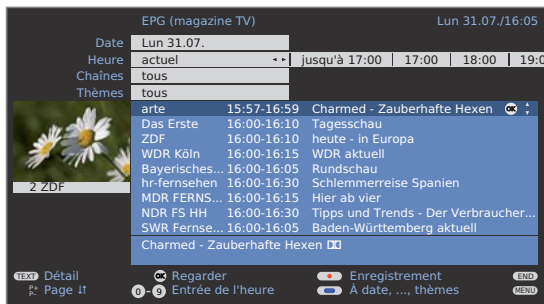 EPG (magazine TV) Lun 31.07./16:05
Date Lun 31.07.
Heure actuel jusqu'à 17:00 17:00 18:00 19:0
Chaînes tous
Thèmes tous
arte 15:57-16:59 Charmed - Zauberhafte Hexen OK
Das Erste 16:00-16:10 Tagesschau
ZDF 16:00-16:10 heute - in Europa
WDR Köln 16:00-16:15 WDR aktuell
Bayerisches... 16:00-16:05 Rundschau
hr-fernsehen 16:00-16:30 Schlemmerreise Spanien
MDR FERNS... 16:00-16:15 Hier ab vier
NDR FS HH 16:00-16:30 Tipps und Trends - Der Verbraucher...
SWR Fernse... 16:00-16:05 Baden-Württemberg aktuell
2 ZDF
Charmed - Zauberhafte Hexen
TEXT Détail OK Regarder Enregistrement END
P+ P- Page 0-9 Entrée de l'heure À date, ..., thèmes MENU